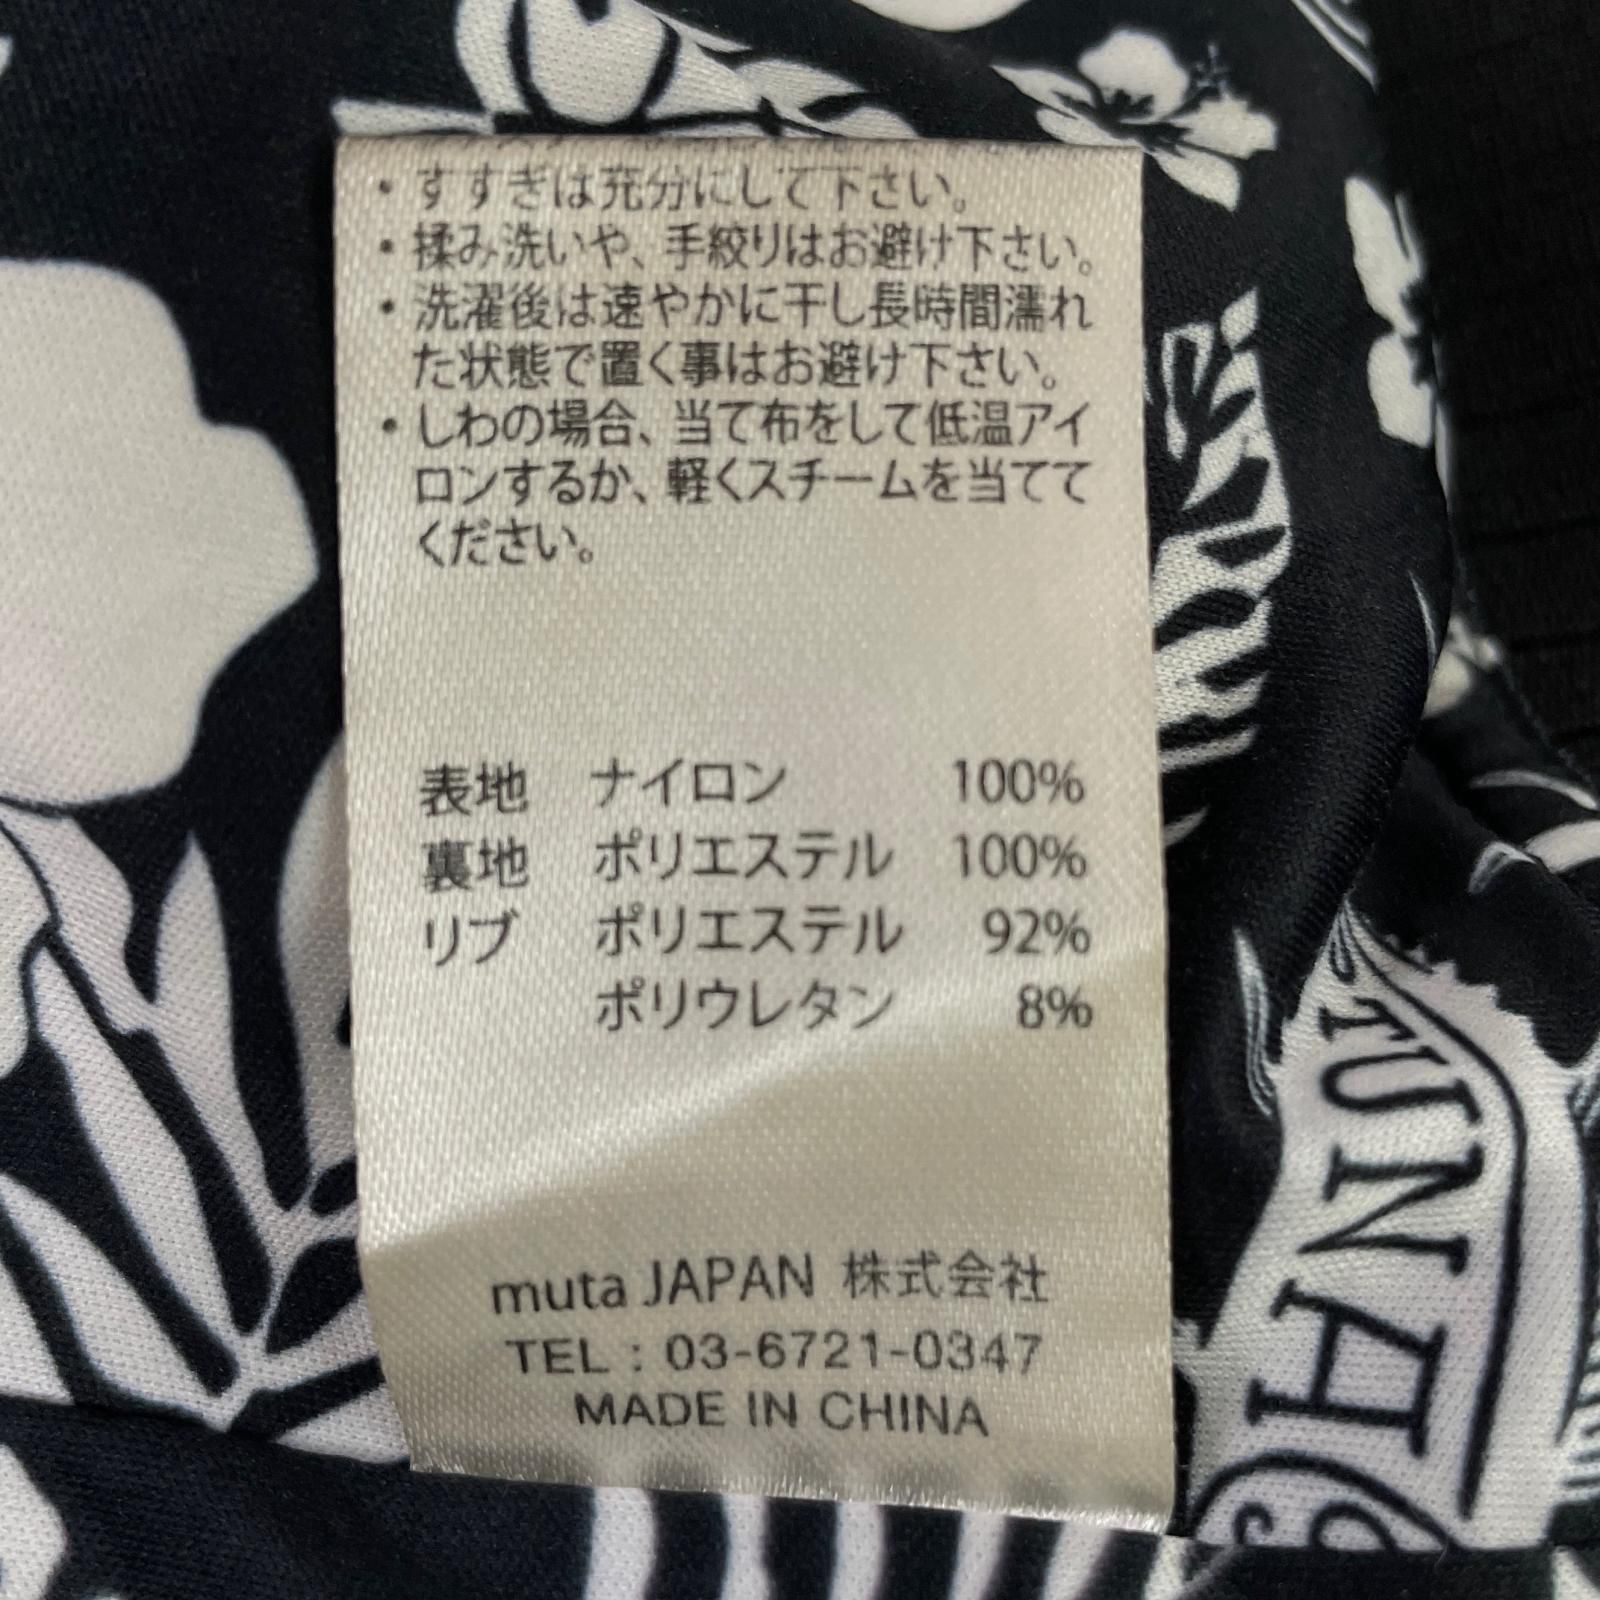 ・すすぎは充分にして下さい。
・揉み洗いや、手絞りはお避け下さい。
・洗濯後は速やかに干し長時間濡れ
た状態で置く事はお避け下さい。
・しわの場合、当て布をして低温アイ
ロンするか、軽くスチームを当てて
ください。
表地 ナイロン 100%
裏地 ポリエステル 100%
リブ ポリエステル 92%
ポリウレタン 8%
muta JAPAN 株式会社
TEL : 03-6721-0347
MADE IN CHINA